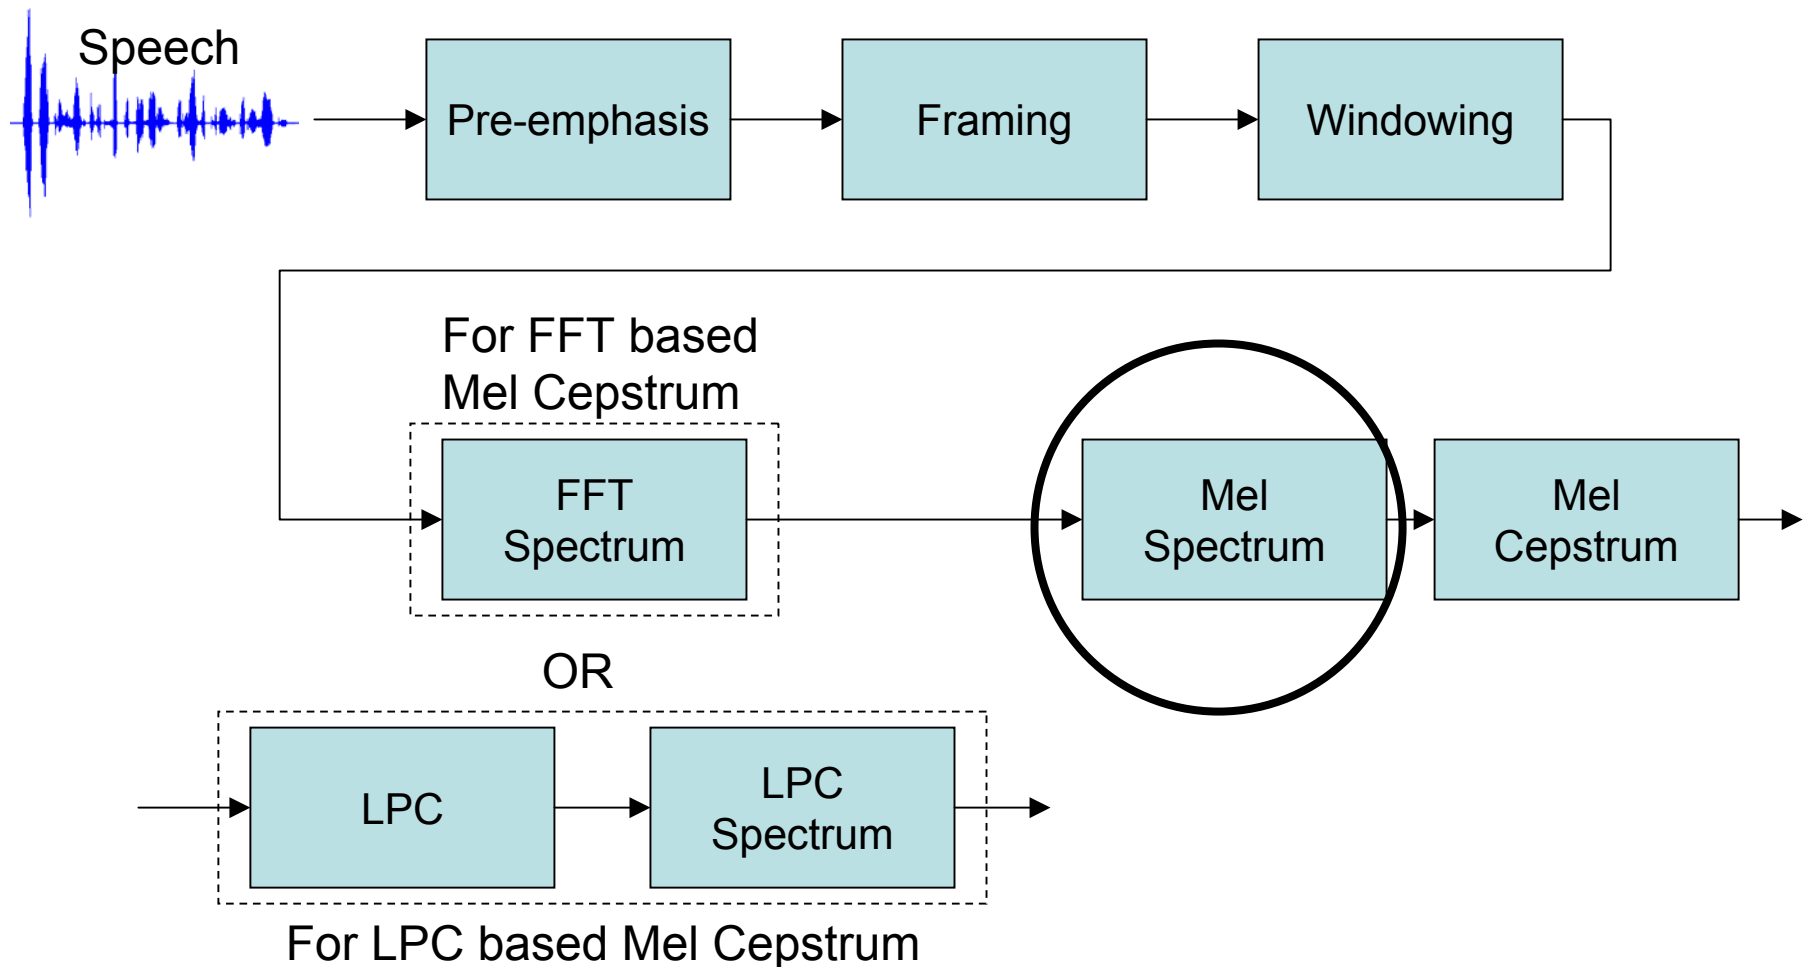 Speech
Pre-emphasis
Framing
Windowing
For FFT based
Mel Cepstrum
FFT
Spectrum
Mel
Spectrum
Mel
Cepstrum
OR
LPC
LPC
Spectrum
For LPC based Mel Cepstrum